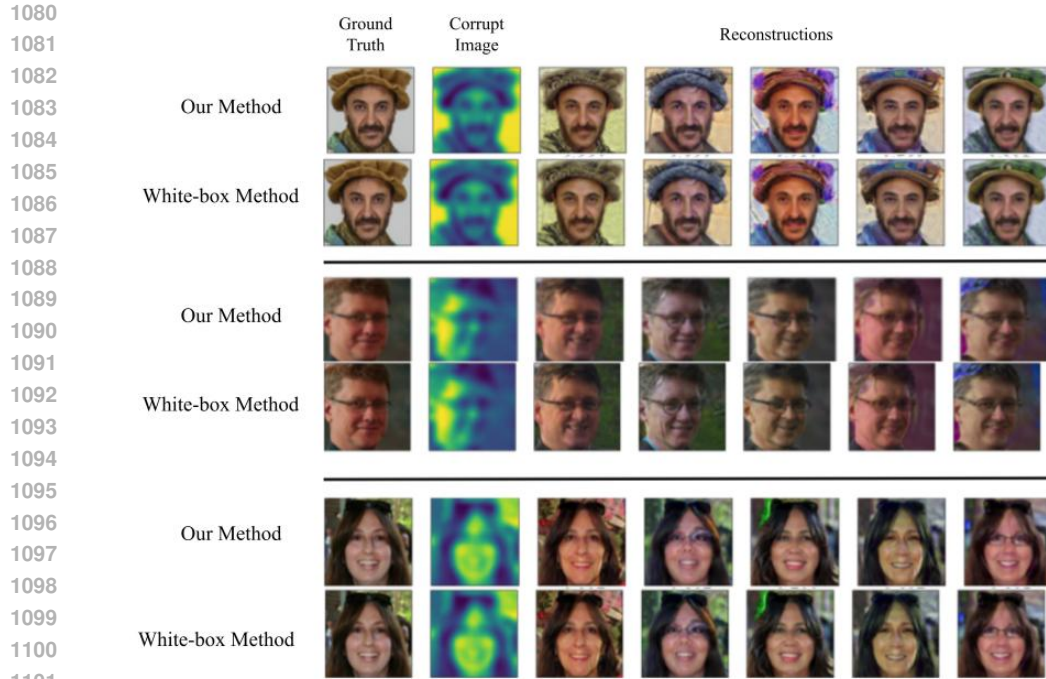 1080
Ground Truth
Corrupt Image
Reconstructions
1081
1082
1083
Our Method
1084
1085
1086
White-box Method
1087
1088
1089
1090
Our Method
1091
1092
White-box Method
1093
1094
1095
1096
Our Method
1097
1098
1099
1100
White-box Method